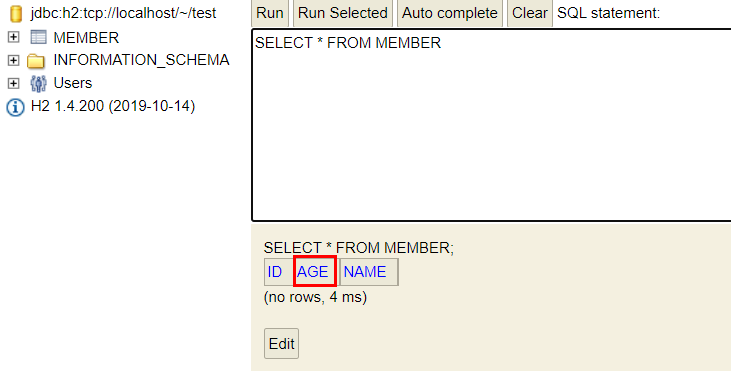 jdbc:h2:tcp://localhost/~/test
MEMBER
INFORMATION_SCHEMA
Users
H2 1.4.200 (2019-10-14)
Run Run Selected Auto complete Clear SQL statement:
SELECT * FROM MEMBER
SELECT * FROM MEMBER;
ID AGE NAME
(no rows, 4 ms)
Edit